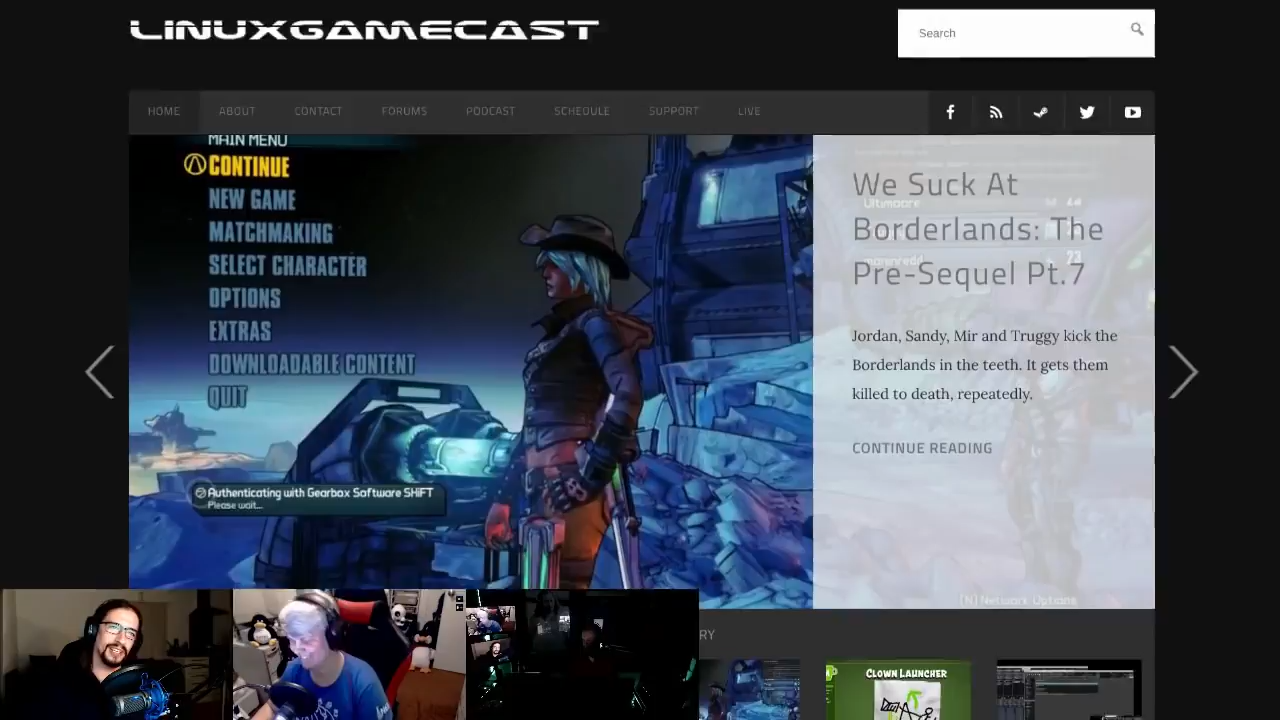 LINUXGAMECAST
Search
HOME
ABOUT
CONTACT
FORUMS
PODCAST
SCHEDULE
SUPPORT
LIVE
MAIN MENU
CONTINUE
NEW GAME
MATCHMAKING
SELECT CHARACTER
OPTIONS
EXTRAS
DOWNLOADABLE CONTENT
QUIT
Authenticating with Gearbox Software SHiFT
Please wait...
We Suck At
Borderlands: The
Pre-Sequel Pt.7
Jordan, Sandy, Mir and Truggy kick the
Borderlands in the teeth. It gets them
killed to death, repeatedly.
CONTINUE READING
[N] Network Options
RY
CLOWN LAUNCHER